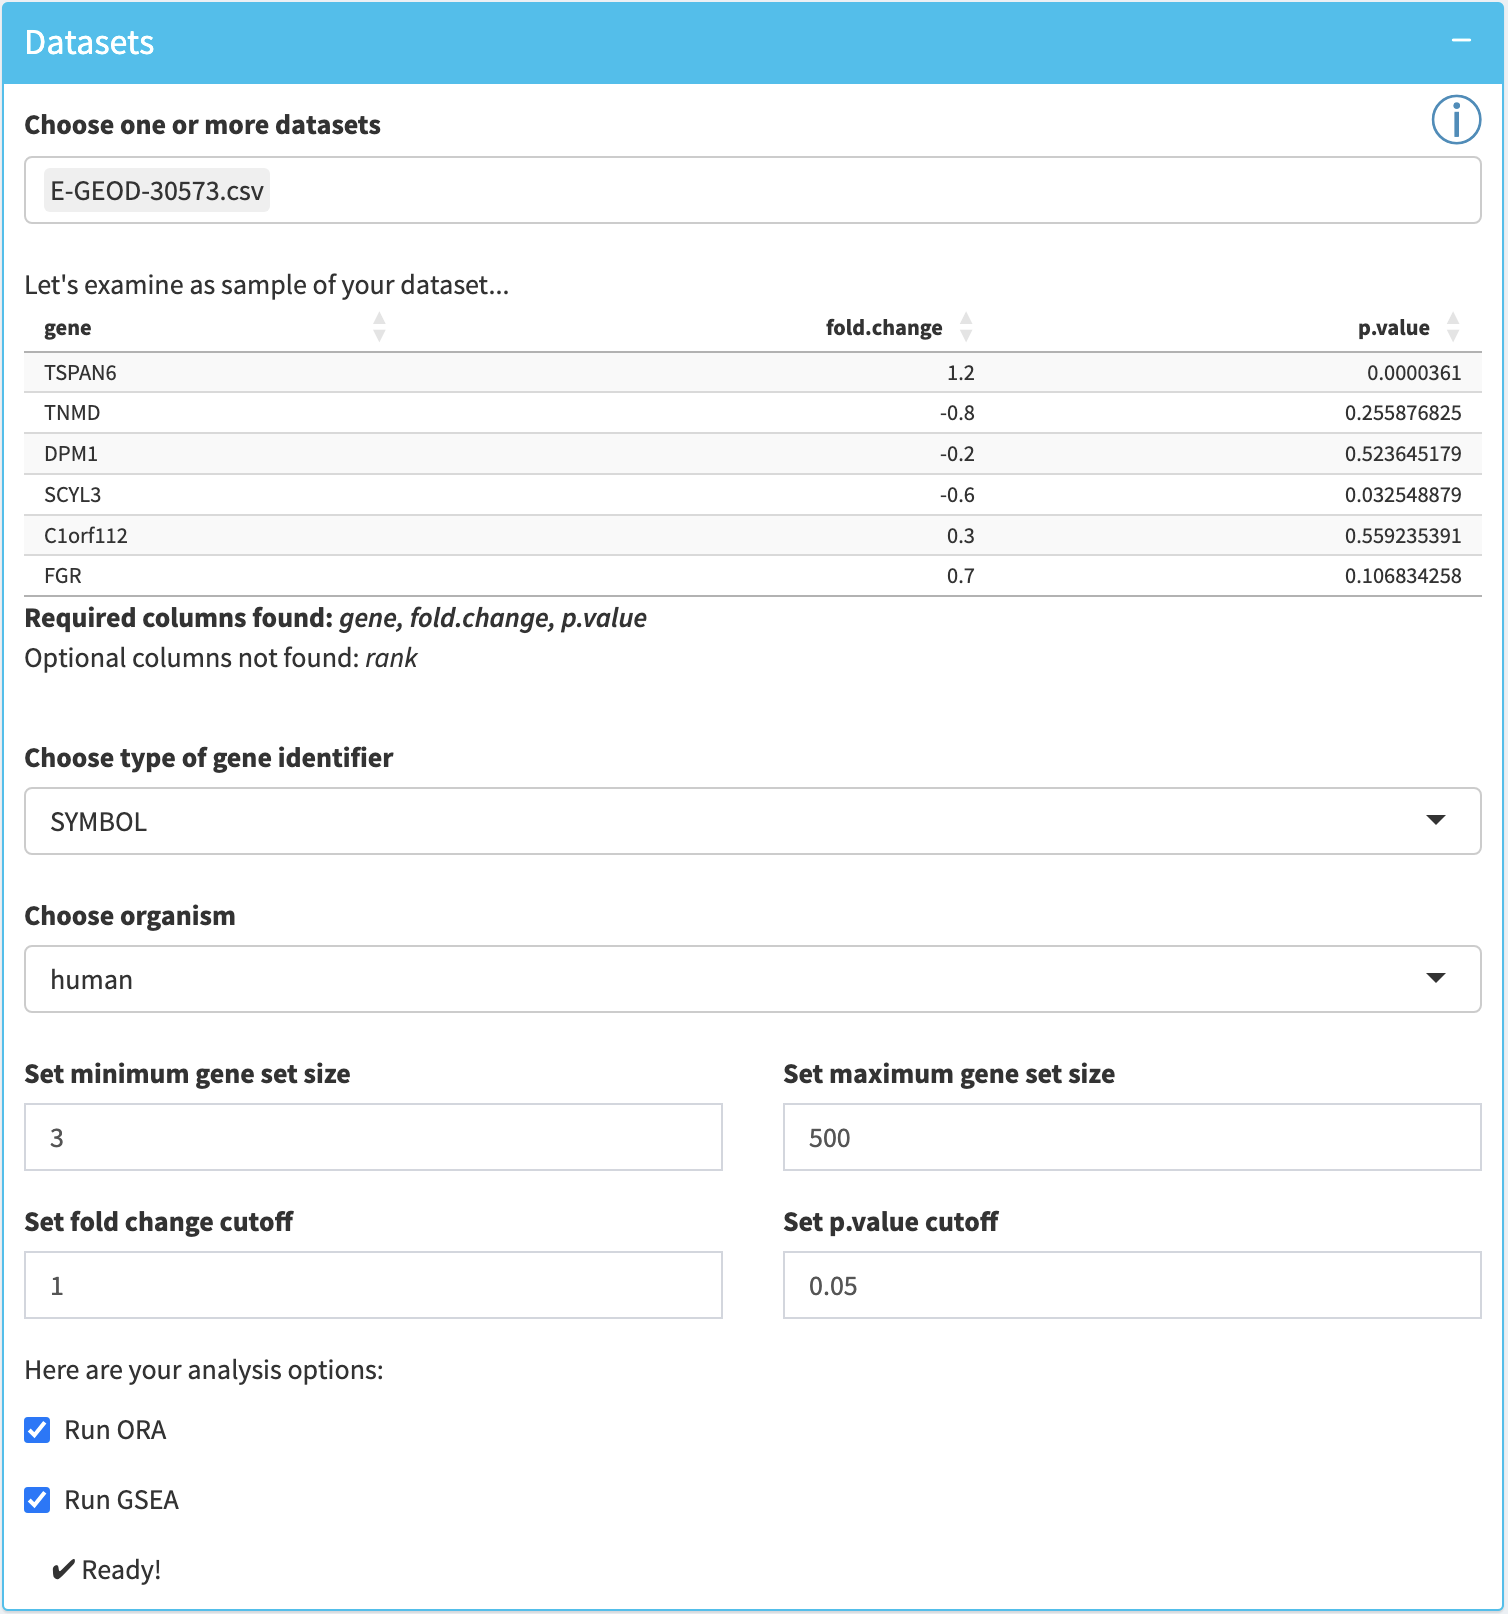 Datasets
Choose one or more datasets
E-GEOD-30573.csv
Let's examine as sample of your dataset...
gene fold.change p.value
TSPAN6 1.2 0.0000361
TNMD -0.8 0.255876825
DPM1 -0.2 0.523645179
SCYL3 -0.6 0.032548879
C1orf112 0.3 0.559235391
FGR 0.7 0.106834258
Required columns found: gene, fold.change, p.value
Optional columns not found: rank
Choose type of gene identifier
SYMBOL
Choose organism
human
Set minimum gene set size Set maximum gene set size
3 500
Set fold change cutoff Set p.value cutoff
1 0.05
Here are your analysis options:
Run ORA
Run GSEA
✔ Ready!